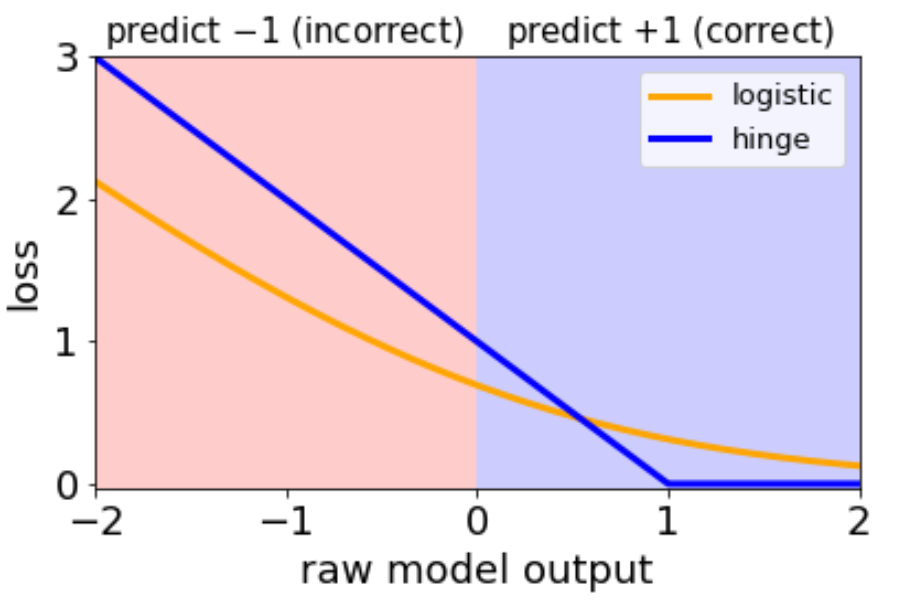 predict −1 (incorrect) predict +1 (correct)
logistic
hinge
loss
3
2
1
0
−2 −1 0 1 2
raw model output